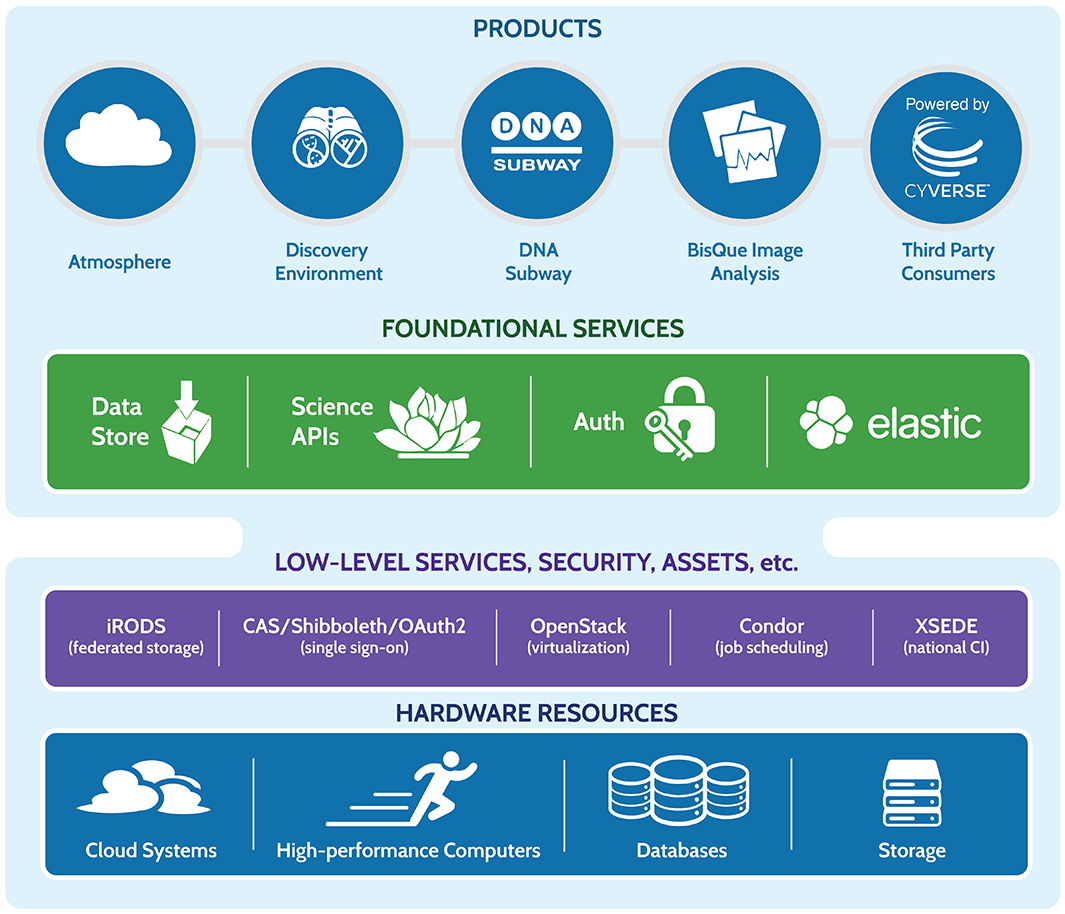 PRODUCTS
DNA
SUBWAY
Powered by
CYVERSE™
Atmosphere
Discovery
Environment
DNA
Subway
BisQue Image
Analysis
Third Party
Consumers
FOUNDATIONAL SERVICES
Data
Store
Science
APIs
Auth
elastic
LOW-LEVEL SERVICES, SECURITY, ASSETS, etc.
iRODS
(federated storage)
CAS/Shibboleth/OAuth2
(single sign-on)
OpenStack
(virtualization)
Condor
(job scheduling)
XSEDE
(national CI)
HARDWARE RESOURCES
Cloud Systems
High-performance Computers
Databases
Storage